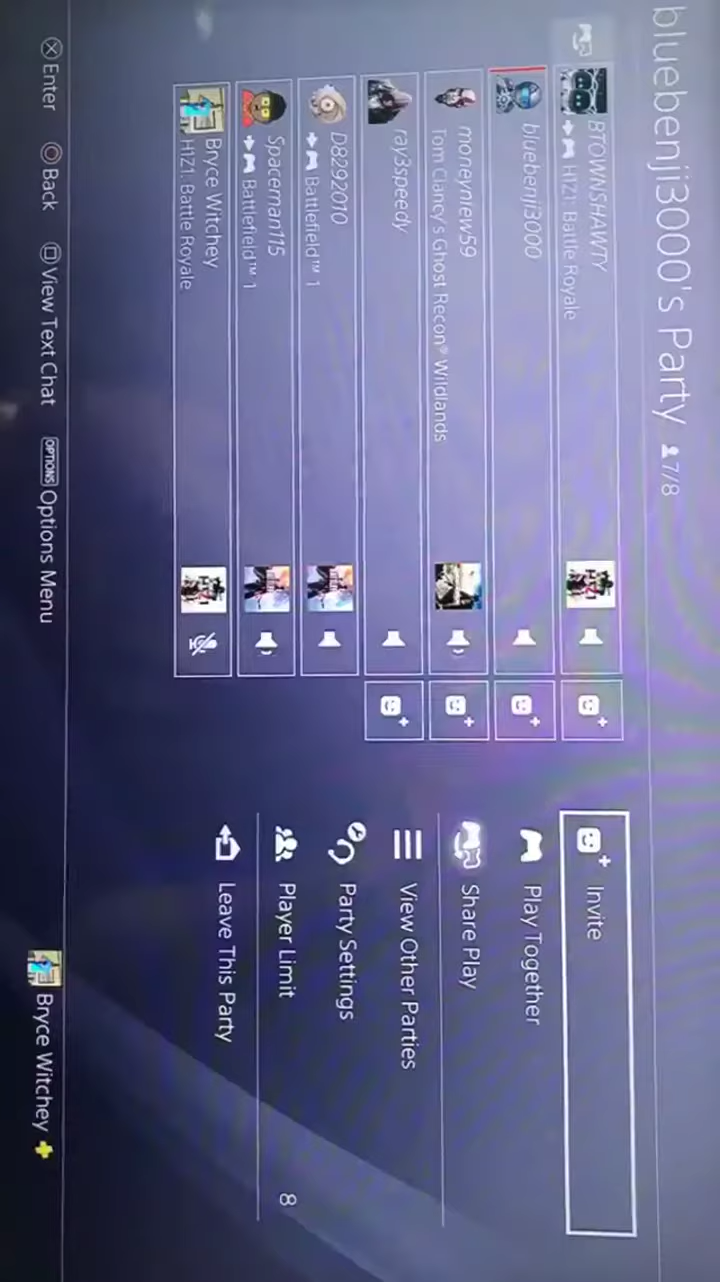 bluebenji3000's Party 7/8
BTOWNSHAWTY
H1Z1: Battle Royale
bluebenji3000
moneynlew59
Tom Clancy's Ghost Recon® Wildlands
ray3speedy
D8292010
Battlefield™ 1
Spaceman115
Battlefield™ 1
Bryce Witchey
H1Z1: Battle Royale
Invite
Play Together
Share Play
View Other Parties
Party Settings
Player Limit 8
Leave This Party
Enter Back View Text Chat OPTIONS Options Menu Bryce Witchey